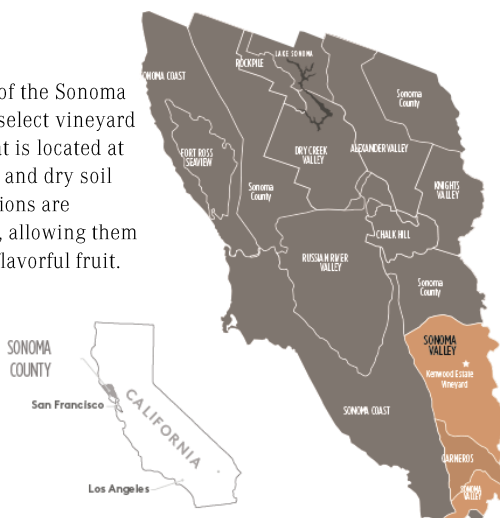 of the Sonoma
select vineyard
t is located at
and dry soil
ions are
, allowing them
flavorful fruit.
LAKE SONOMA
ROCKPILE
ONOMA COAST
Sonoma
County
FORT ROSS
SEAVIEW
DRY CREEK
VALLEY
ALEXANDER VALLEY
Sonoma
County
KNIGHTS
VALLEY
CHALK HILL
RUSSIAN RIVER
VALLEY
Sonoma
County
SONOMA
VALLEY
Kenwood Estate
Vineyard
SONOMA COAST
CARNEROS
SONOMA
VALLEY
SONOMA
COUNTY
San Francisco
CALIFORNIA
Los Angeles